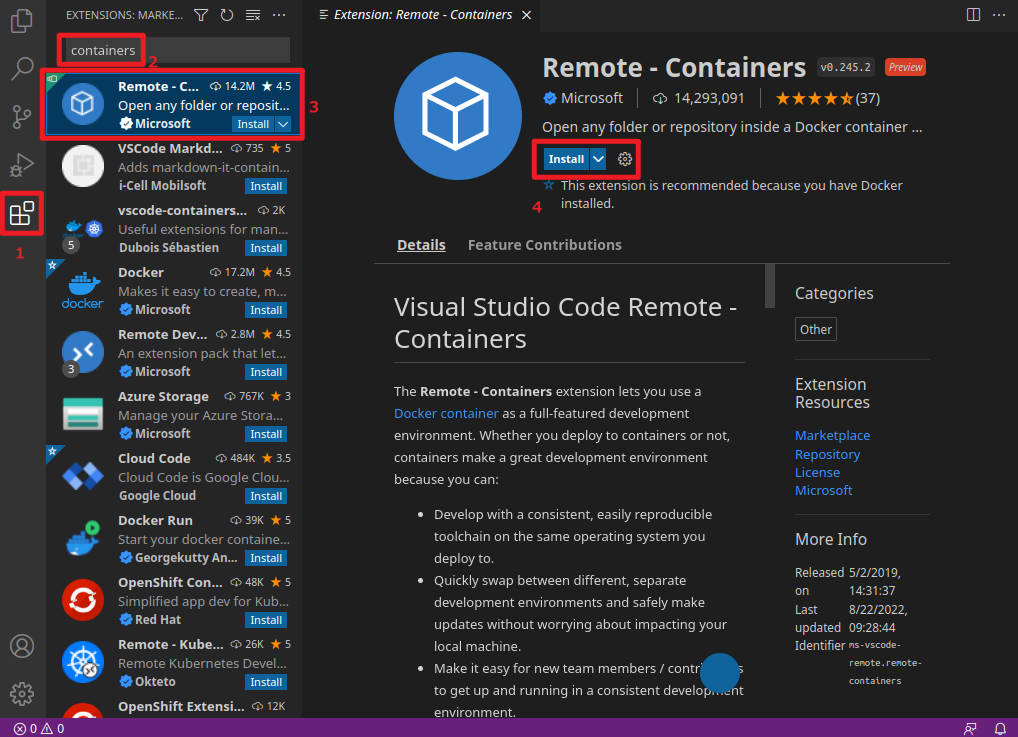 EXTENSIONS: MARKE...
containers
2
Remote - C... 14.2M 4.5
Open any folder or reposit...
Microsoft Install
3
VSCode Markd... 735 5
Adds markdown-it-contain...
i-Cell Mobilsoft Install
vscode-containers... 2K
Useful extensions for man...
5
Dubois Sébastien Install
1
Docker 17.2M 4.5
Makes it easy to create, m...
docker
Microsoft Install
Remote Dev... 2.8M 4.5
An extension pack that let...
3
Microsoft Install
Azure Storage 767K 3
Manage your Azure Stora...
Microsoft Install
Cloud Code 484K 3.5
Cloud Code is Google Clou...
Google Cloud Install
Docker Run 39K 5
Start your docker containe...
Georgekutty An... Install
OpenShift Con... 48K 5
Simplified app dev for Kub...
Red Hat Install
Remote - Kube... 26K 5
Remote Kubernetes Devel...
Okteto Install
OpenShift Extensi... 12K
Extension: Remote - Containers
Remote - Containers v0.245.2 Preview
Microsoft 14,293,091 (37)
Open any folder or repository inside a Docker container ...
Install
4
This extension is recommended because you have Docker
installed.
Details Feature Contributions
Visual Studio Code Remote -
Containers
The Remote - Containers extension lets you use a
Docker container as a full-featured development
environment. Whether you deploy to containers or not,
containers make a great development environment
because you can:
• Develop with a consistent, easily reproducible
toolchain on the same operating system you
deploy to.
• Quickly swap between different, separate
development environments and safely make
updates without worrying about impacting your
local machine.
• Make it easy for new team members / contri s
to get up and running in a consistent development
environment.
Categories
Other
Extension
Resources
Marketplace
Repository
License
Microsoft
More Info
Released 5/2/2019,
on 14:31:37
Last 8/22/2022,
updated 09:28:44
Identifier ms-vscode-
remote.remote-
containers
0 0